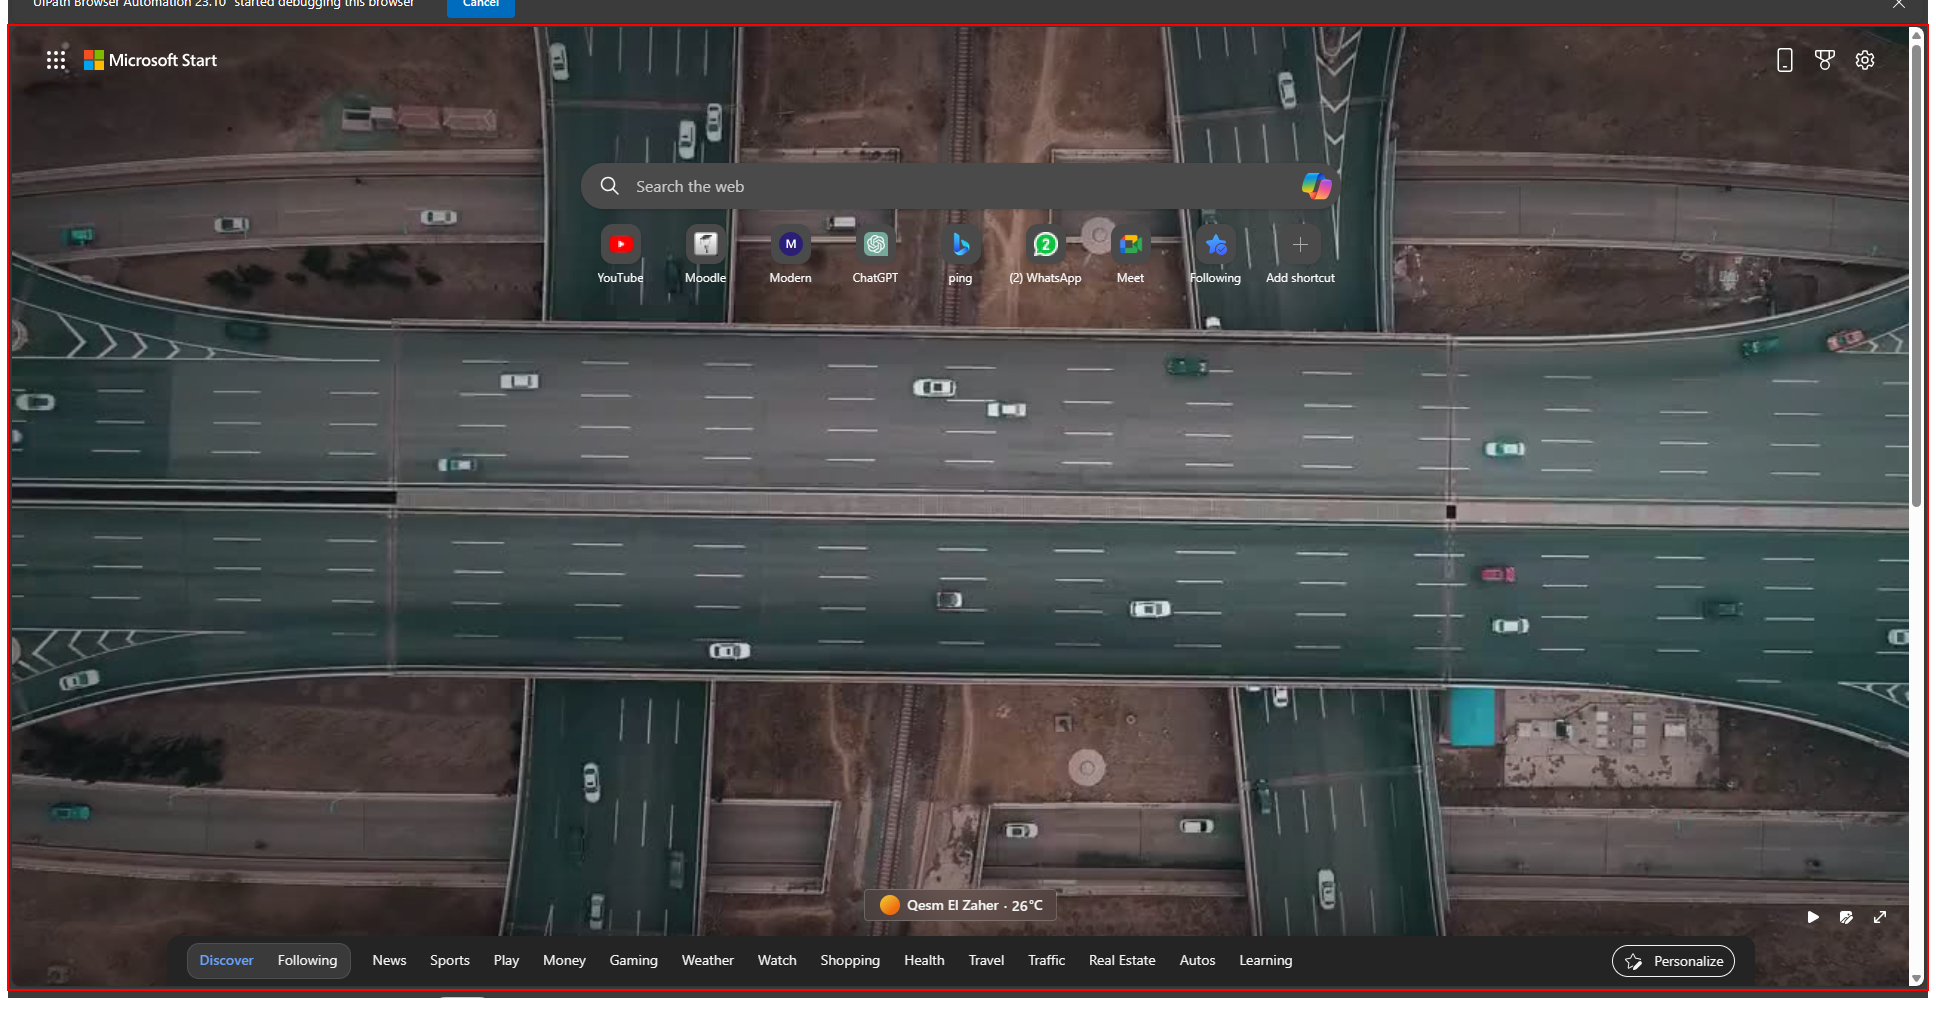 UiPath Browser Automation 23.10" started debugging this browser
Cancel
Microsoft Start
Search the web
M
2
YouTube
Moodle
Modern
ChatGPT
ping
(2) WhatsApp
Meet
Following
Add shortcut
Qesm El Zaher · 26°C
Discover
Following
News
Sports
Play
Money
Gaming
Weather
Watch
Shopping
Health
Travel
Traffic
Real Estate
Autos
Learning
Personalize